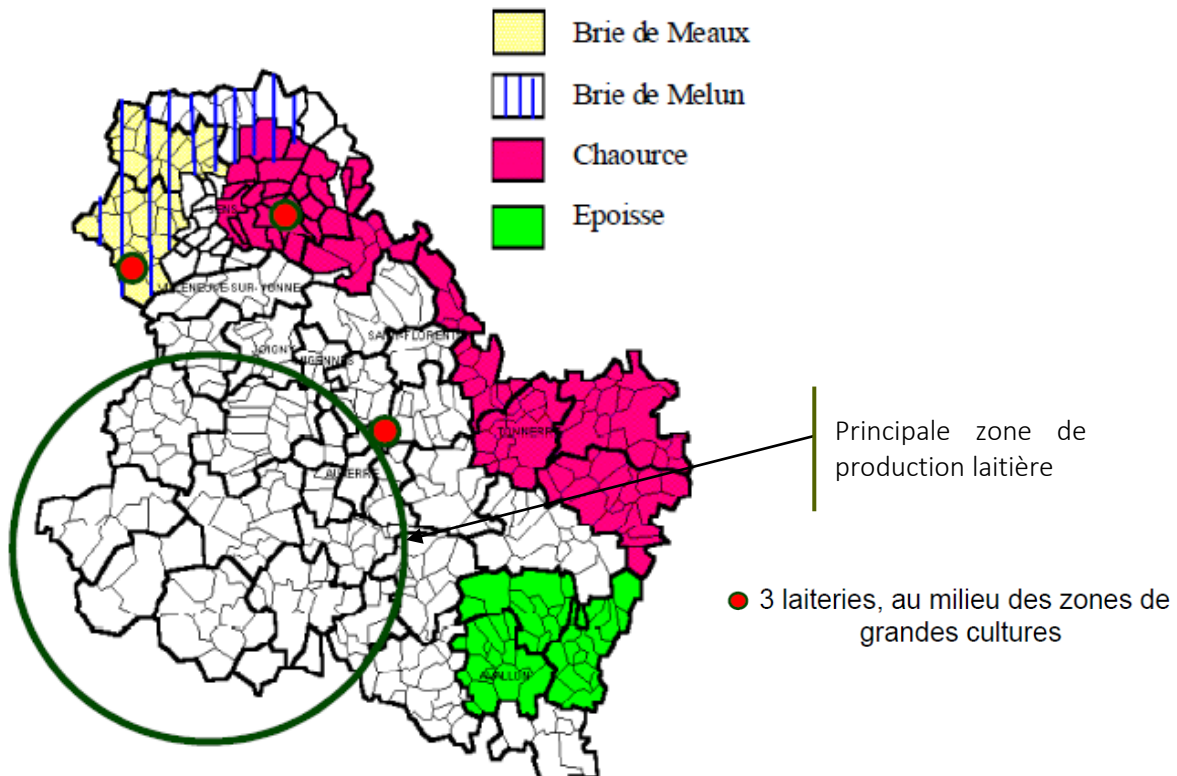 Brie de Meaux
Brie de Melun
Chaource
Epoisse
SENS
VILLENEUVE-SUR-YONNE
SAINT-FLORENTIN
JOIGNY
MIGENNES
TONNERRE
AUXERRE
AVALLON
Principale zone de
production laitière
3 laiteries, au milieu des zones de
grandes cultures